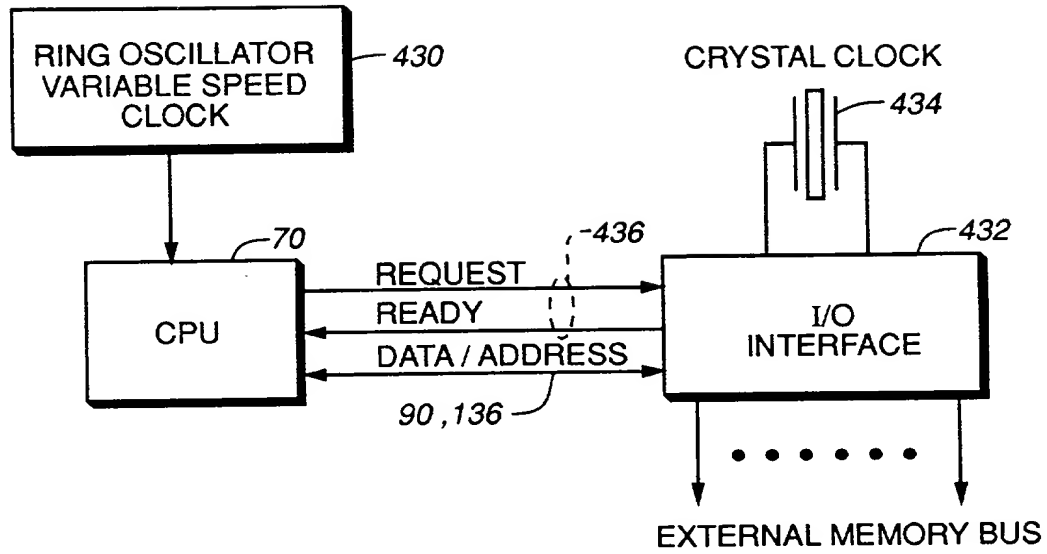 RING OSCILLATOR
VARIABLE SPEED
CLOCK
430
CRYSTAL CLOCK
434
70
CPU
436
REQUEST
READY
DATA / ADDRESS
90 ,136
432
I/O
INTERFACE
EXTERNAL MEMORY BUS